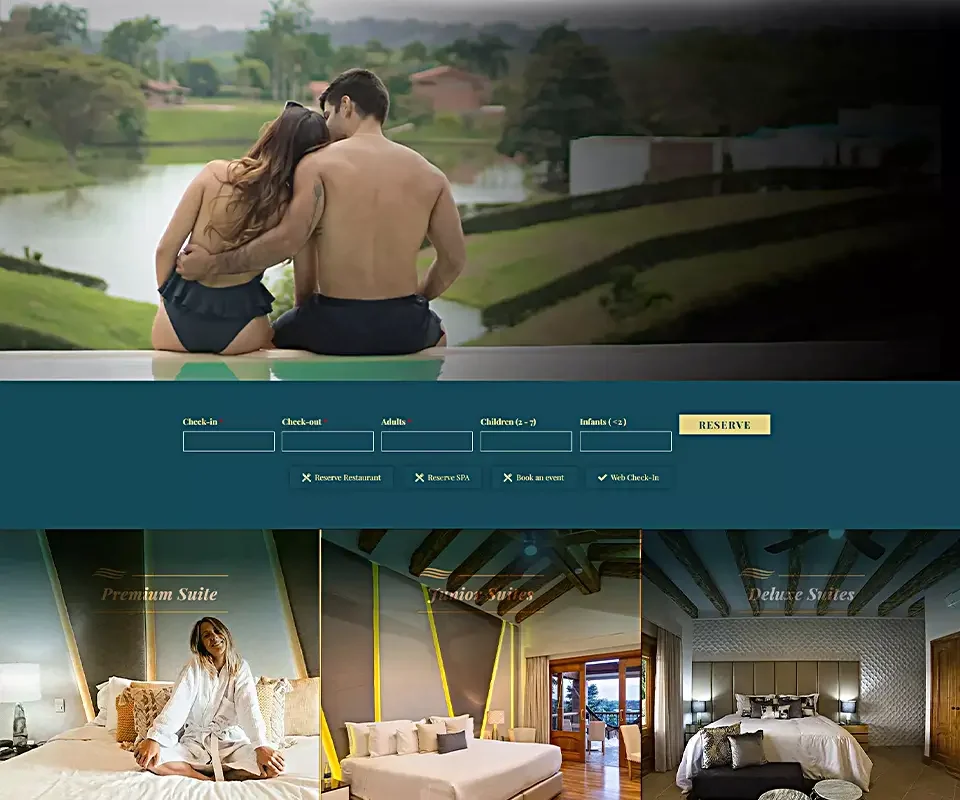 Check-in *
Check-out *
Adults *
Children (2 - 7)
Infants ( <2 )
RESERVE
Reserve Restaurant
Reserve SPA
Book an event
Web Check-In
Premium Suite
Junior Suites
Deluxe Suites